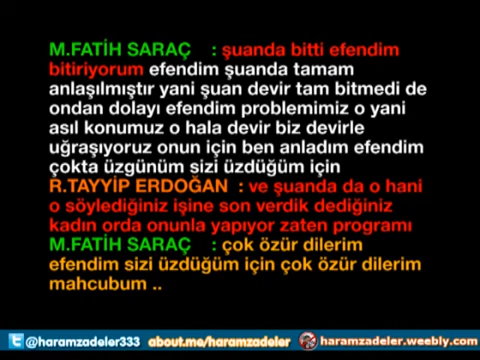 M.FATİH SARAÇ : şuanda bitti efendim
bitiriyorum efendim şuanda tamam
anlaşılmıştır yani şuan devir tam bitmedi de
ondan dolayı efendim problemimiz o yani
asıl konumuz o hala devir biz devirle
uğraşıyoruz onun için ben anladım efendim
çokta üzgünüm sizi üzdüğüm için
R.TAYYİP ERDOĞAN : ve şuanda da o hani
o söylediğiniz işine son verdik dediğiniz
kadın orda onunla yapıyor zaten programı
M.FATİH SARAÇ : çok özür dilerim
efendim sizi üzdüğüm için çok özür dilerim
mahcubum ..
@haramzadeler333 about.me/haramzadeler haramzadeler.weebly.com